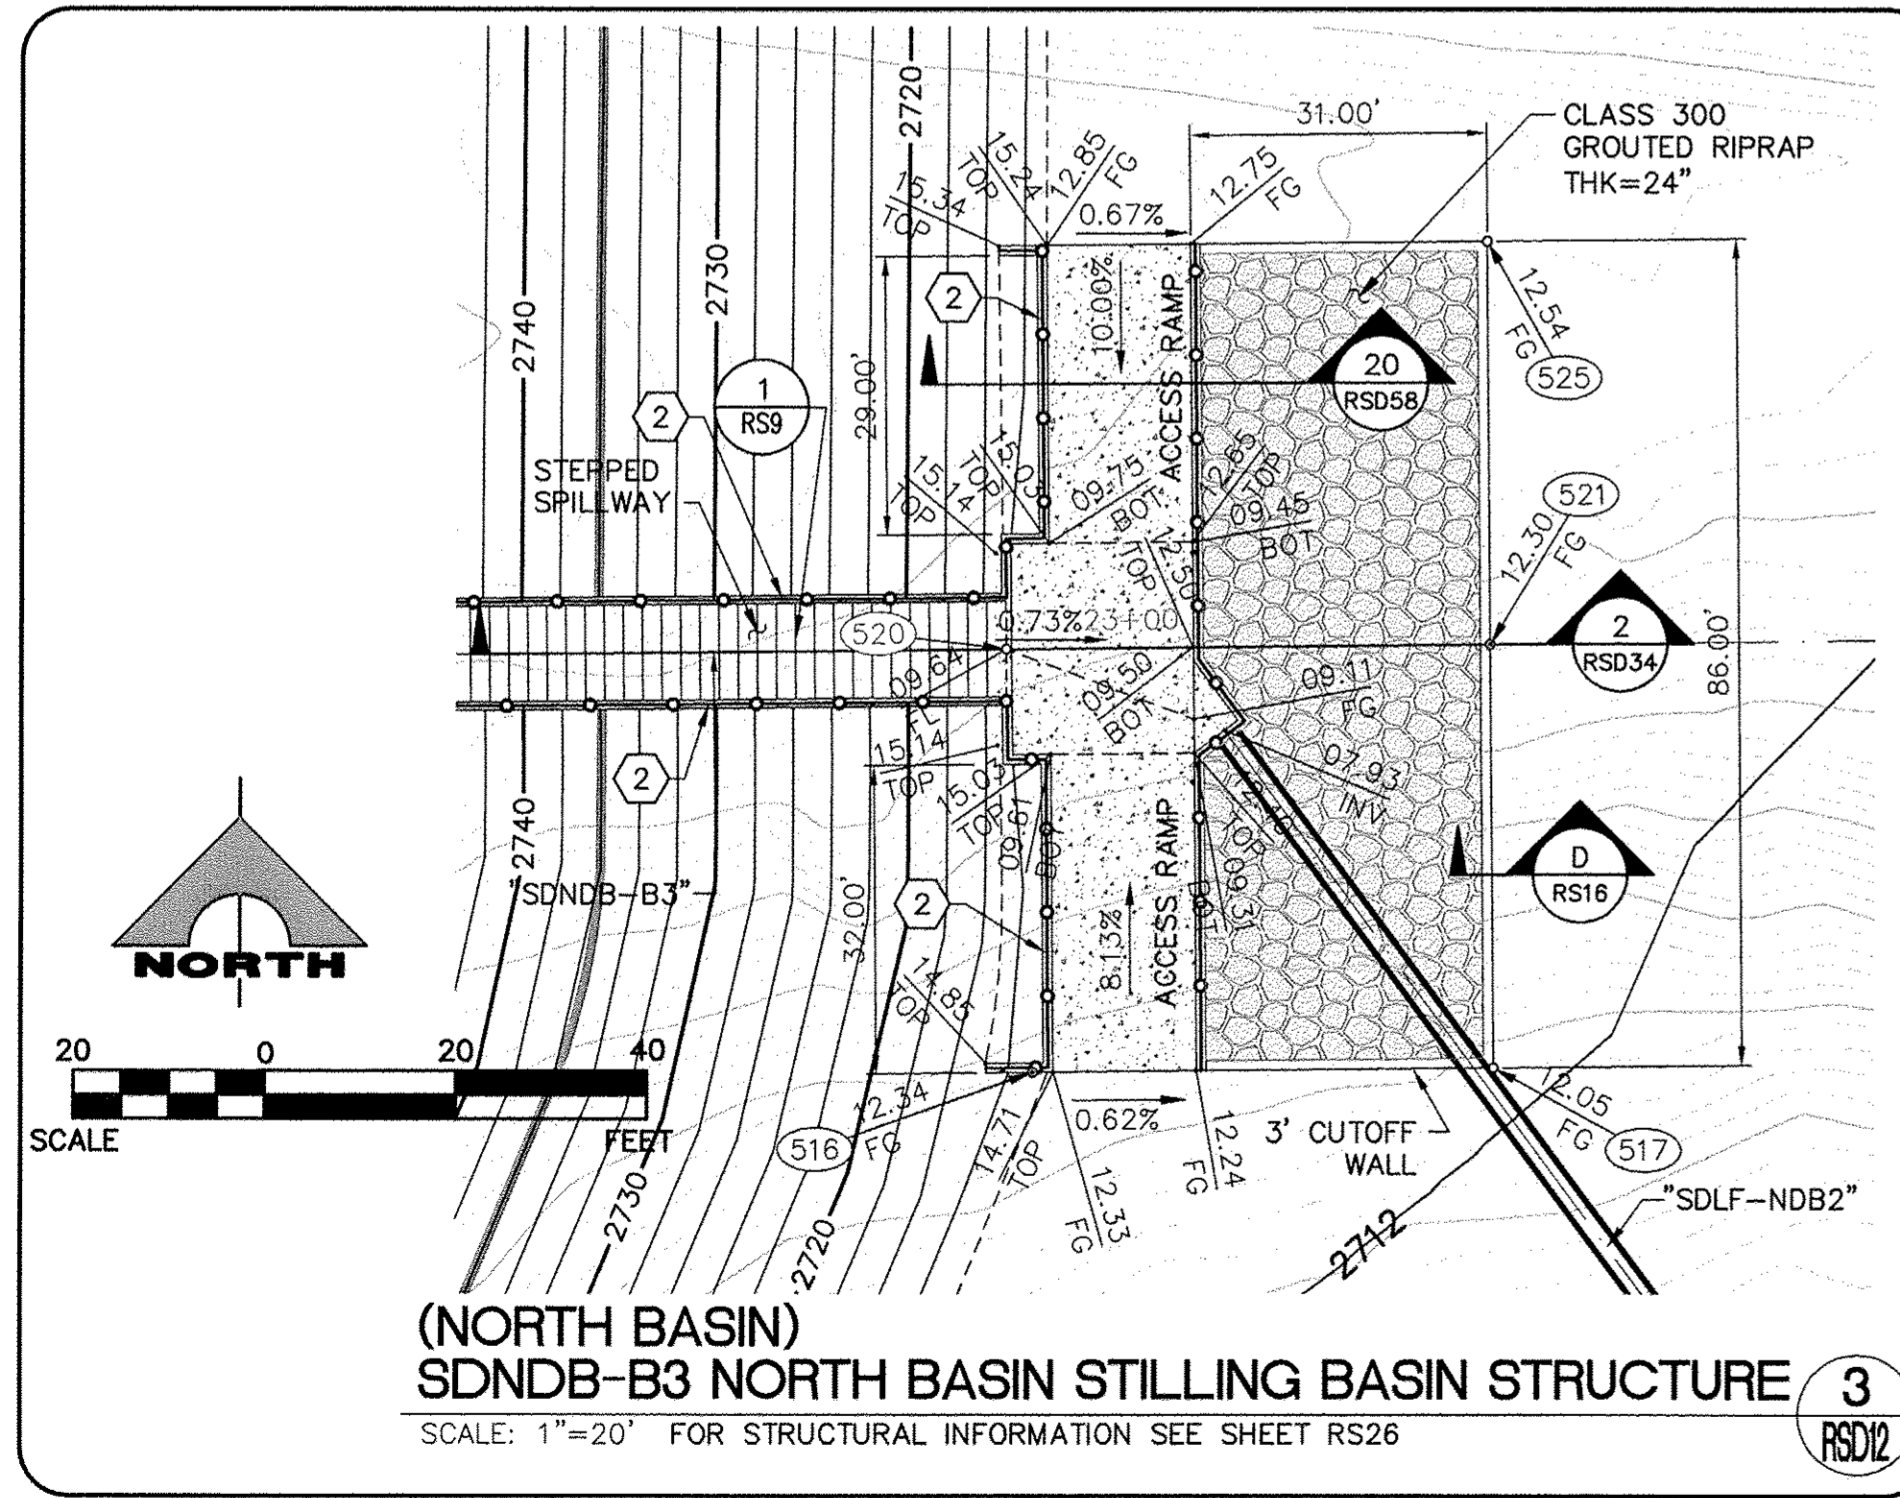 31.00'
CLASS 300
GROUTED RIPRAP
THK=24"
2720
15.24
TOP
12.85
FG
12.75
FG
15.34
TOP
0.67%
2740
2730
2
10.00%
ACCESS RAMP
20
RSD58
12.54
FG
525
29.00'
1
RS9
2
STEPPED
SPILLWAY
15.14
TOP
15.03
TOP
09.75
BOT
12.65
TOP
09.45
BOT
521
12.30
FG
12.50
TOP
520
0.73%
23+00
2
RSD34
86.00'
09.64
FL
09.50
BOT
09.11
FG
2
15.14
TOP
15.03
TOP
09.61
BOT
07.93
INV
TOP
D
RS16
2740
"SDNDB-B3"
2
32.00'
8.13%
ACCESS RAMP
09.31
BOT
NORTH
14.85
TOP
20 0 20 40
SCALE FEET
12.34
FG
516
14.71
TOP
0.62%
12.33
FG
12.24
FG
3' CUTOFF
WALL
12.05
FG
517
"SDLF-NDB2"
2730
2720
2712
(NORTH BASIN)
SDNDB-B3 NORTH BASIN STILLING BASIN STRUCTURE
3
RSD12
SCALE: 1"=20' FOR STRUCTURAL INFORMATION SEE SHEET RS26